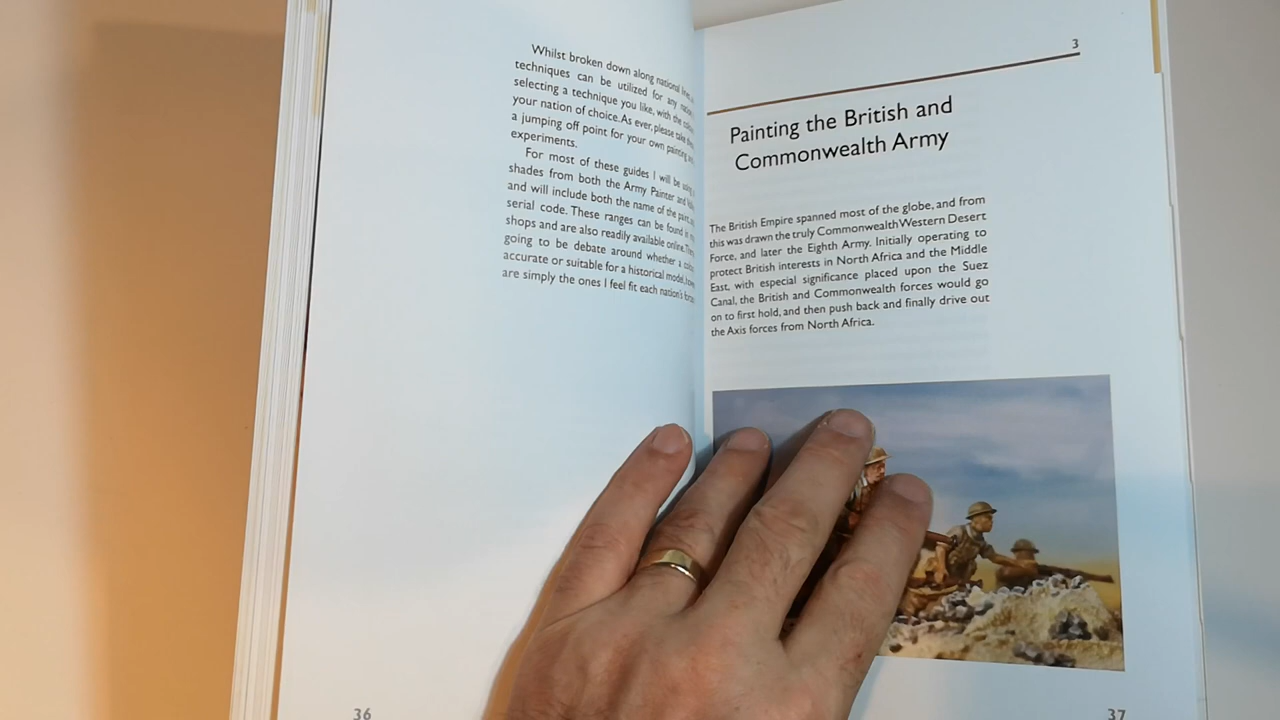 Whilst broken down along national lines,
techniques can be utilized for any
selecting a technique you like, with the
your nation of choice. As ever, please take
a jumping off point for your own painting
experiments.
For most of these guides I will be
shades from both the Army Painter and
and will include both the name of the paint
serial code. These ranges can be found in
shops and are also readily available online.
going to be debate around whether a
accurate or suitable for a historical model,
are simply the ones I feel fit each nation's
36
3
Painting the British and
Commonwealth Army
The British Empire spanned most of the globe, and from
this was drawn the truly Commonwealth Western Desert
Force, and later the Eighth Army. Initially operating to
protect British interests in North Africa and the Middle
East, with especial significance placed upon the Suez
Canal, the British and Commonwealth forces would go
on to first hold, and then push back and finally drive out
the Axis forces from North Africa.
37